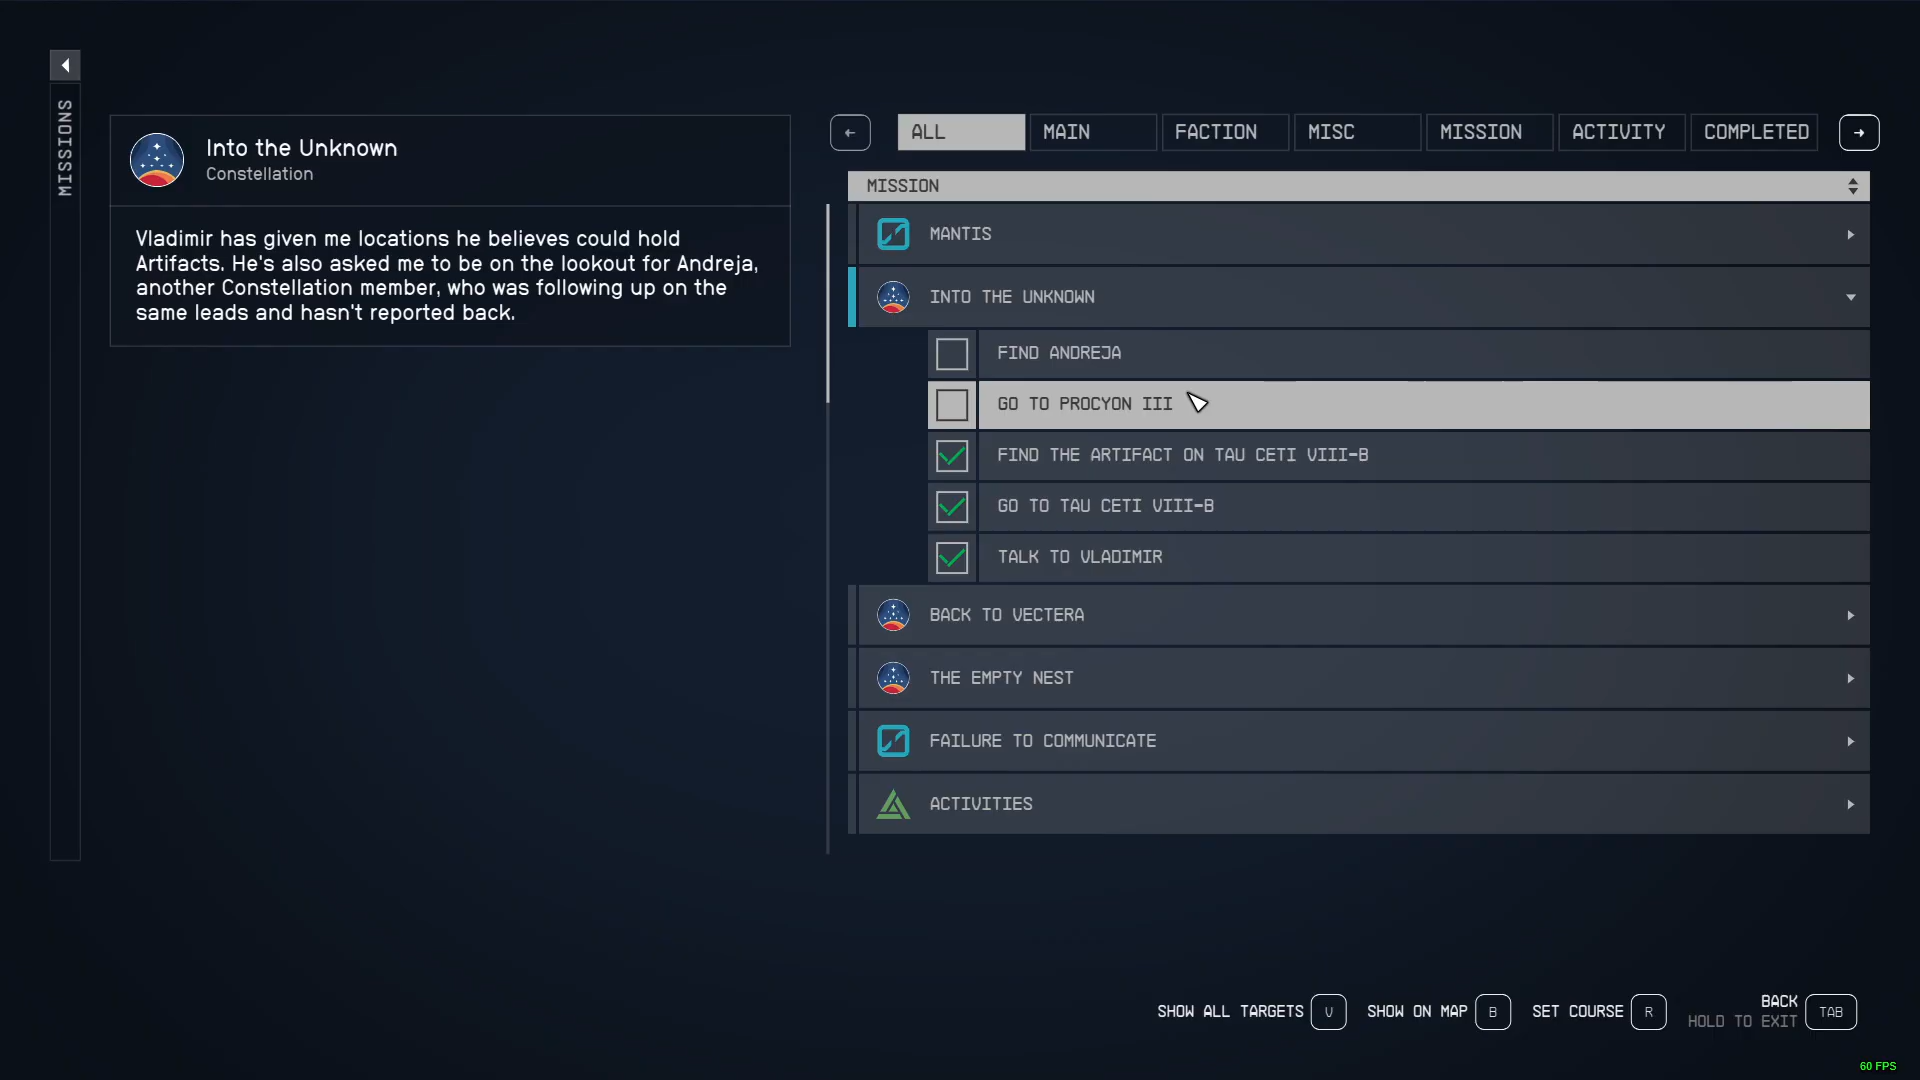 MISSIONS
Into the Unknown
Constellation
Vladimir has given me locations he believes could hold
Artifacts. He's also asked me to be on the lookout for Andreja,
another Constellation member, who was following up on the
same leads and hasn't reported back.
ALL MAIN FACTION MISC MISSION ACTIVITY COMPLETED
MISSION
MANTIS
INTO THE UNKNOWN
FIND ANDREJA
GO TO PROCYON III
FIND THE ARTIFACT ON TAU CETI VIII-B
GO TO TAU CETI VIII-B
TALK TO VLADIMIR
BACK TO VECTERA
THE EMPTY NEST
FAILURE TO COMMUNICATE
ACTIVITIES
SHOW ALL TARGETS V SHOW ON MAP B SET COURSE R BACK TAB
HOLD TO EXIT
60 FPS